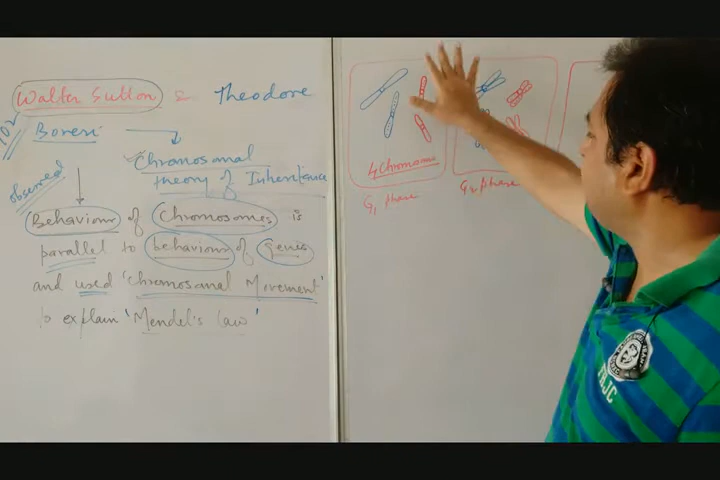 Walter Sutton & Theodore
102 Boveri
Chromosomal
theory of Inheritance
observed
Behaviour of Chromosomes is
parallel to behaviour of genes
and used 'Chromosomal Movement'
to explain 'Mendel's law'
4 Chromosome
G1 phase
G2 phase